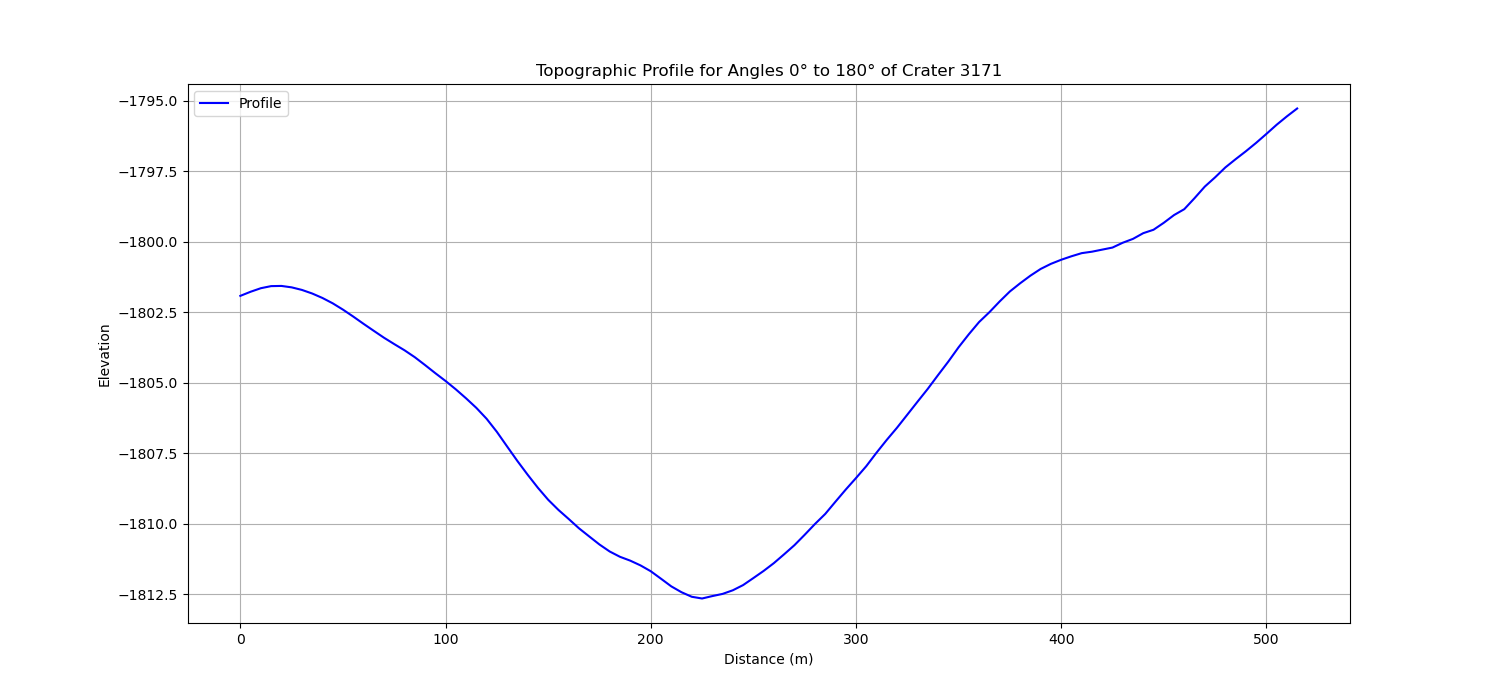 Topographic Profile for Angles 0° to 180° of Crater 3171
Profile
−1795.0
−1797.5
−1800.0
−1802.5
−1805.0
−1807.5
−1810.0
−1812.5
Elevation
0 100 200 300 400 500
Distance (m)